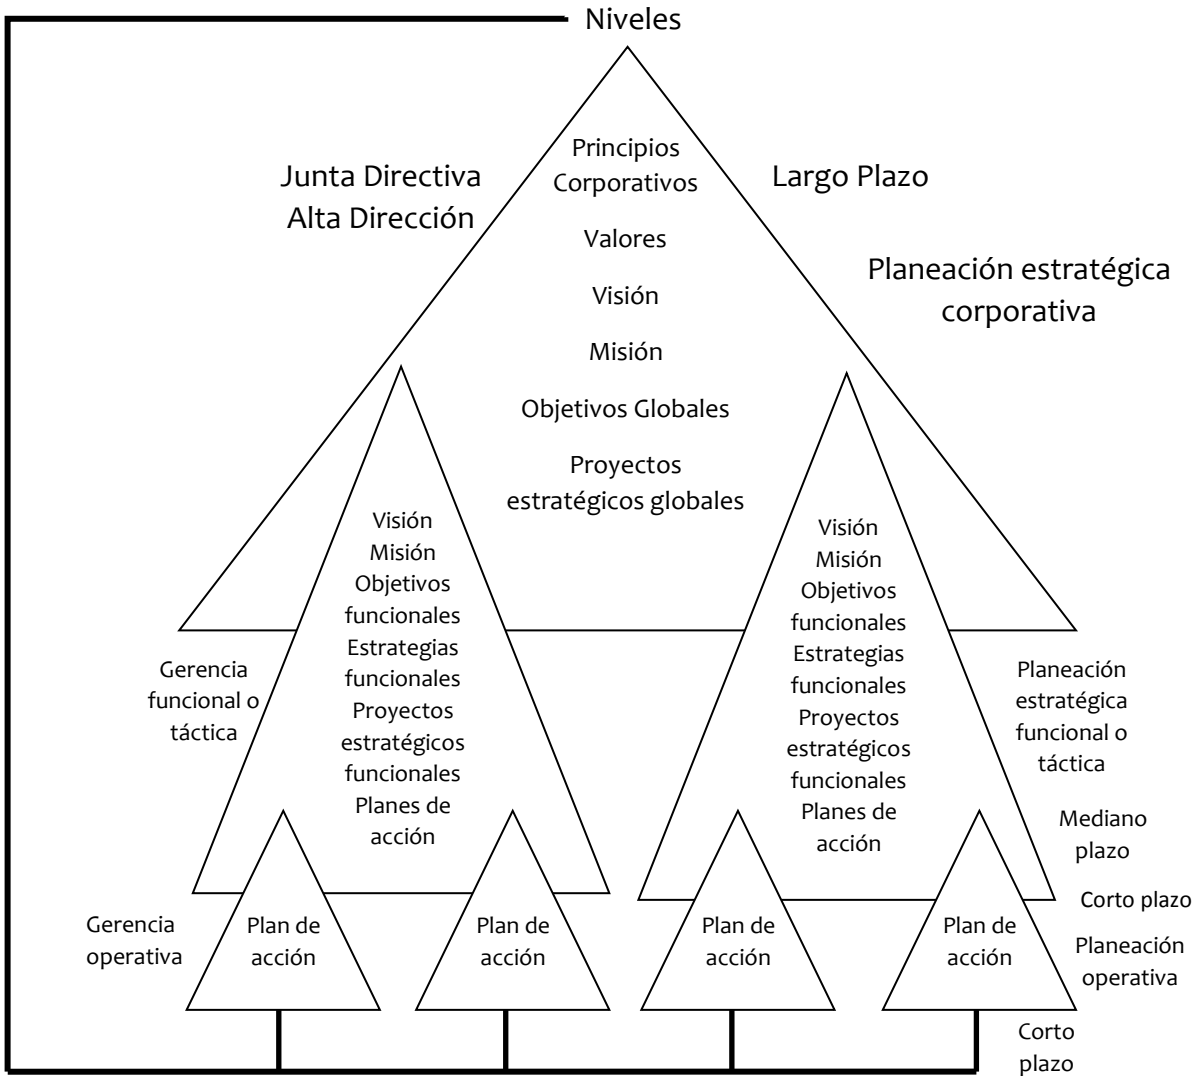 Niveles
Junta Directiva
Alta Dirección
Principios
Corporativos
Valores
Visión
Misión
Objetivos Globales
Proyectos
estratégicos globales
Largo Plazo
Planeación estratégica
corporativa
Gerencia
funcional o
táctica
Visión
Misión
Objetivos
funcionales
Estrategias
funcionales
Proyectos
estratégicos
funcionales
Planes de
acción
Visión
Misión
Objetivos
funcionales
Estrategias
funcionales
Proyectos
estratégicos
funcionales
Planes de
acción
Planeación
estratégica
funcional o
táctica
Mediano
plazo
Corto plazo
Gerencia
operativa
Plan de
acción
Plan de
acción
Plan de
acción
Plan de
acción
Planeación
operativa
Corto
plazo